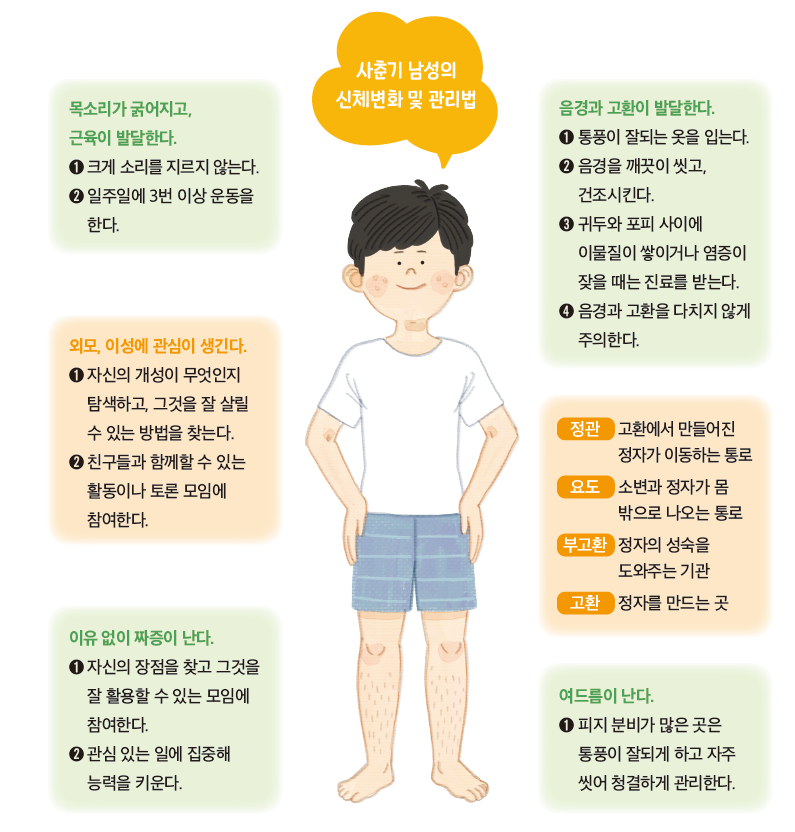 사춘기 남성의
신체변화 및 관리법
목소리가 굵어지고,
근육이 발달한다.
❶ 크게 소리를 지르지 않는다.
❷ 일주일에 3번 이상 운동을
한다.
외모, 이성에 관심이 생긴다.
❶ 자신의 개성이 무엇인지
탐색하고, 그것을 잘 살릴
수 있는 방법을 찾는다.
❷ 친구들과 함께할 수 있는
활동이나 토론 모임에
참여한다.
이유 없이 짜증이 난다.
❶ 자신의 장점을 찾고 그것을
잘 활용할 수 있는 모임에
참여한다.
❷ 관심 있는 일에 집중해
능력을 키운다.
음경과 고환이 발달한다.
❶ 통풍이 잘되는 옷을 입는다.
❷ 음경을 깨끗이 씻고,
건조시킨다.
❸ 귀두와 포피 사이에
이물질이 쌓이거나 염증이
잦을 때는 진료를 받는다.
❹ 음경과 고환을 다치지 않게
주의한다.
정관 고환에서 만들어진
정자가 이동하는 통로
요도 소변과 정자가 몸
밖으로 나오는 통로
부고환 정자의 성숙을
도와주는 기관
고환 정자를 만드는 곳
여드름이 난다.
❶ 피지 분비가 많은 곳은
통풍이 잘되게 하고 자주
씻어 청결하게 관리한다.